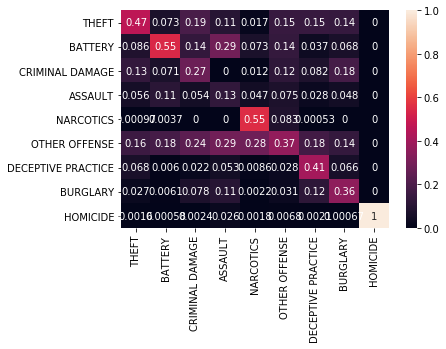 THEFT 0.47 0.073 0.19 0.11 0.017 0.15 0.15 0.14 0
BATTERY 0.086 0.55 0.14 0.29 0.073 0.14 0.037 0.068 0
CRIMINAL DAMAGE 0.13 0.071 0.27 0 0.012 0.12 0.082 0.18 0
ASSAULT 0.056 0.11 0.054 0.13 0.047 0.075 0.028 0.048 0
NARCOTICS 0.00097 0.0037 0 0 0.55 0.083 0.00053 0 0
OTHER OFFENSE 0.16 0.18 0.24 0.29 0.28 0.37 0.18 0.14 0
DECEPTIVE PRACTICE 0.068 0.006 0.022 0.053 0.0086 0.028 0.41 0.066 0
BURGLARY 0.027 0.0061 0.078 0.11 0.0022 0.031 0.12 0.36 0
HOMICIDE 0.0016 0.0024 0.026 0.0018 0.0068 1
THEFT
BATTERY
CRIMINAL DAMAGE
ASSAULT
NARCOTICS
OTHER OFFENSE
DECEPTIVE PRACTICE
BURGLARY
HOMICIDE
1.0
0.8
0.6
0.4
0.2
0.0